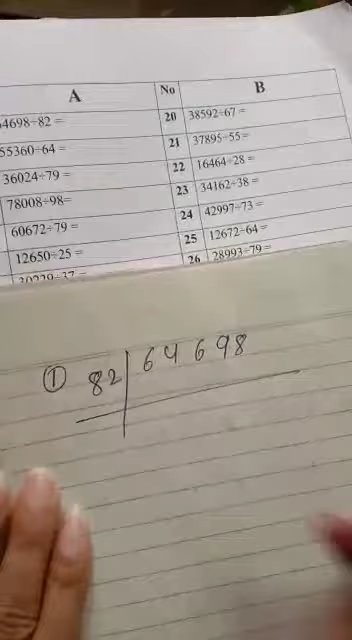 A No B
64698÷82 = 20 38592÷67 =
55360÷64 = 21 37895÷55 =
36024÷79 = 22 16464÷28 =
78008÷98= 23 34162÷38 =
60672÷79 = 24 42997÷73 =
12650÷25 = 25 12672÷64 =
26 28993÷79 =
① 82 64698